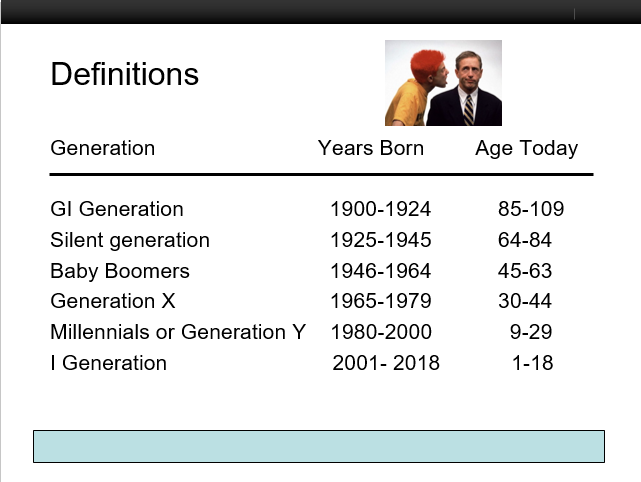 Definitions
Generation Years Born Age Today
GI Generation 1900-1924 85-109
Silent generation 1925-1945 64-84
Baby Boomers 1946-1964 45-63
Generation X 1965-1979 30-44
Millennials or Generation Y 1980-2000 9-29
I Generation 2001- 2018 1-18